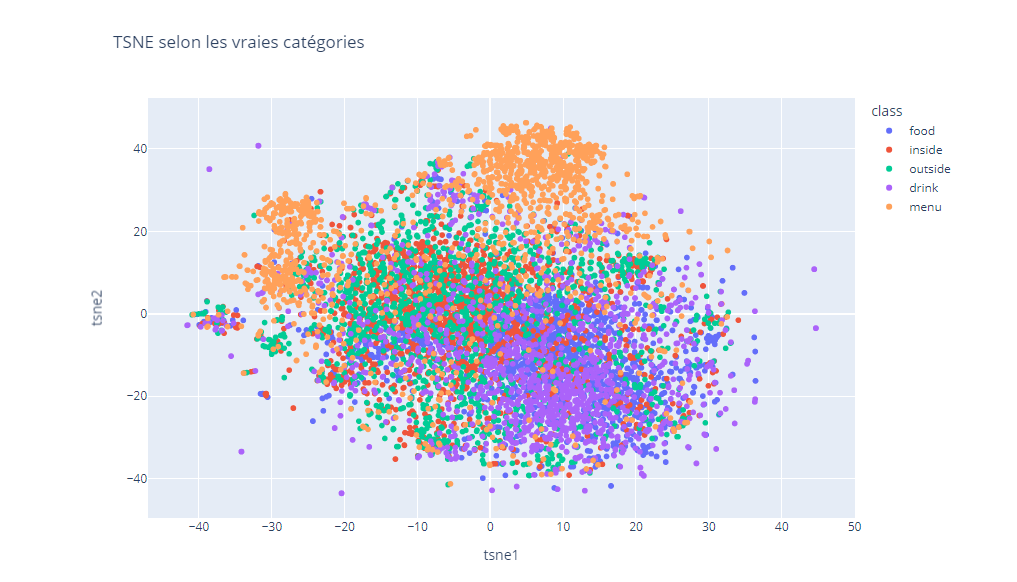 TSNE selon les vraies catégories
class
food
inside
outside
drink
menu
tsne2
40
20
0
−20
−40
−40
−30
−20
−10
0
10
20
30
40
50
tsne1